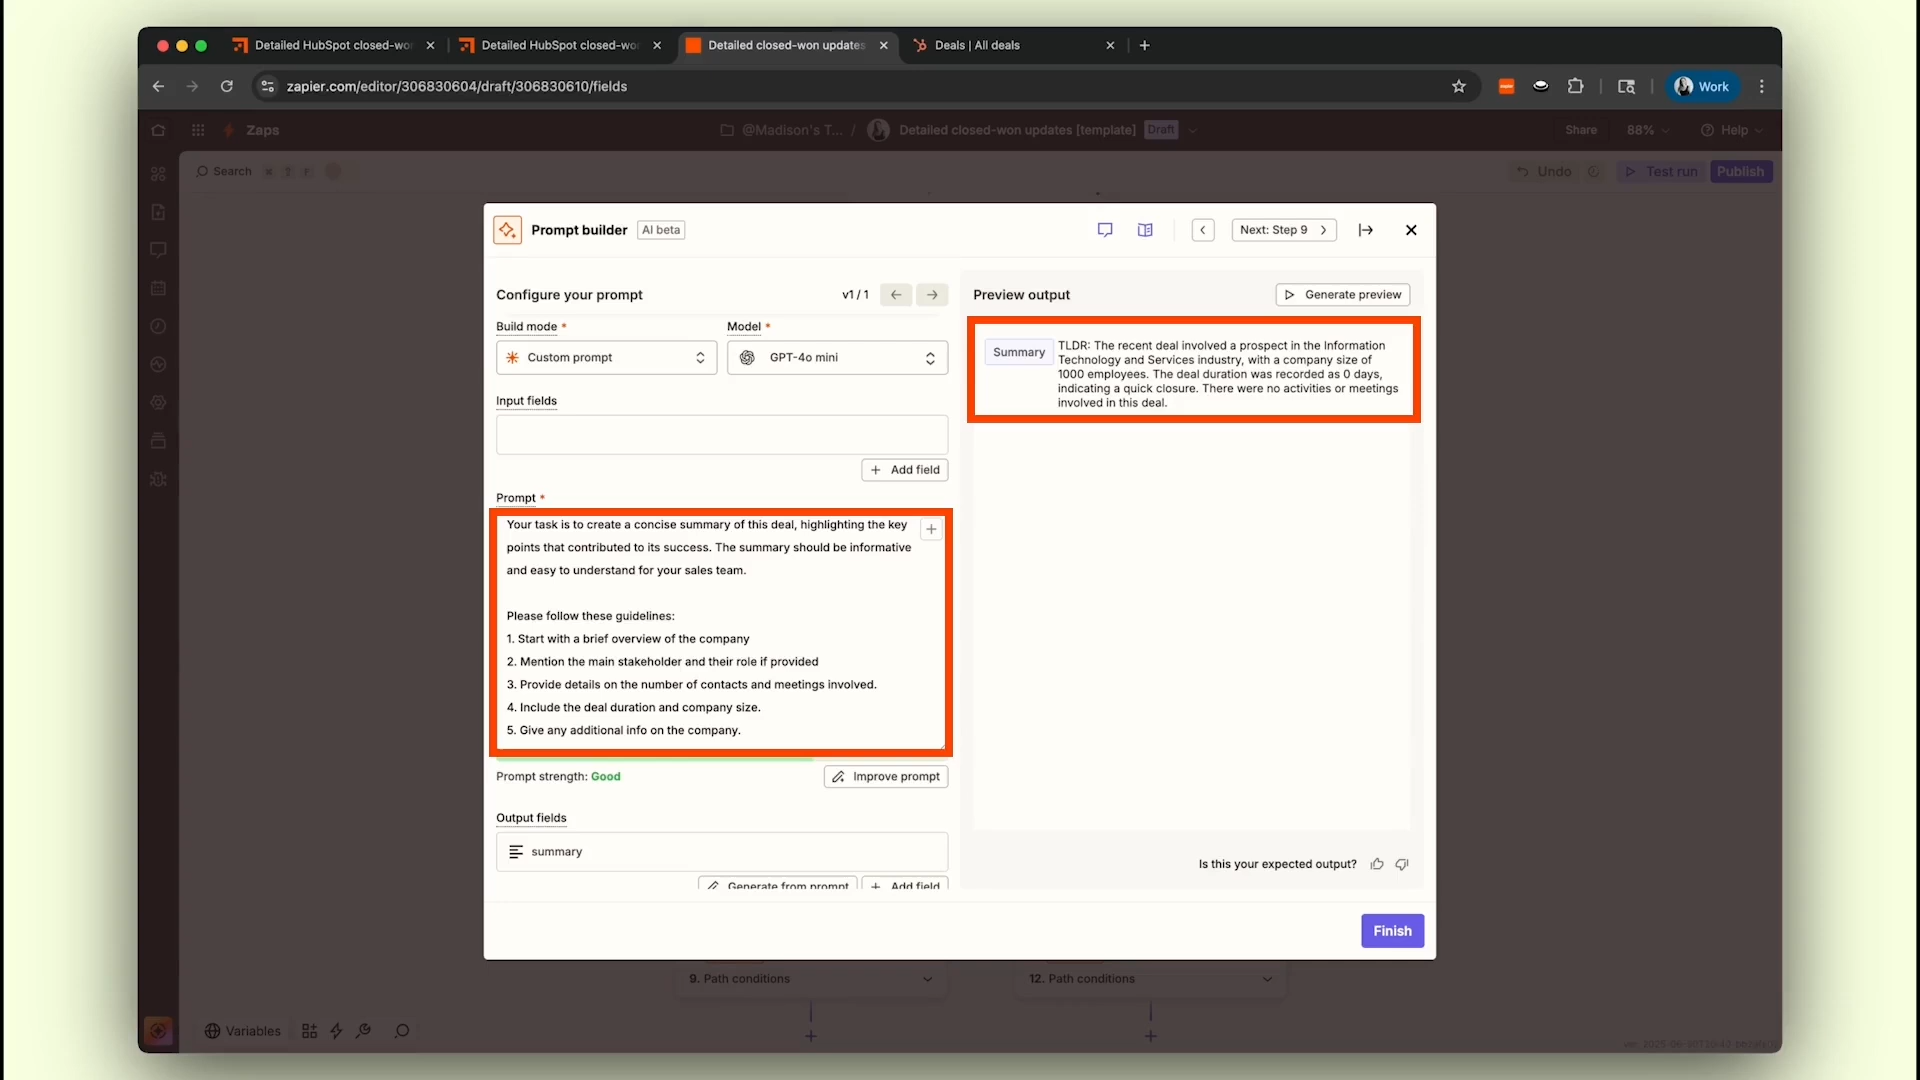 Detailed HubSpot closed-wo
Detailed HubSpot closed-wo
Detailed closed-won updates
Deals | All deals
zapier.com/editor/306830604/draft/306830610/fields
Work
Zaps
@Madison's T... / Detailed closed-won updates [template] Draft
Share
88%
Help
Search
Undo
Test run
Publish
Prompt builder
AI beta
Next: Step 9
Configure your prompt
v1 / 1
Build mode *
Model *
Custom prompt
GPT-4o mini
Input fields
Add field
Prompt *
Your task is to create a concise summary of this deal, highlighting the key
points that contributed to its success. The summary should be informative
and easy to understand for your sales team.
Please follow these guidelines:
1. Start with a brief overview of the company
2. Mention the main stakeholder and their role if provided
3. Provide details on the number of contacts and meetings involved.
4. Include the deal duration and company size.
5. Give any additional info on the company.
Prompt strength: Good
Improve prompt
Output fields
summary
Generate from prompt
Add field
Preview output
Generate preview
Summary
TLDR: The recent deal involved a prospect in the Information
Technology and Services industry, with a company size of
1000 employees. The deal duration was recorded as 0 days,
indicating a quick closure. There were no activities or meetings
involved in this deal.
Is this your expected output?
Finish
9. Path conditions
12. Path conditions
Variables